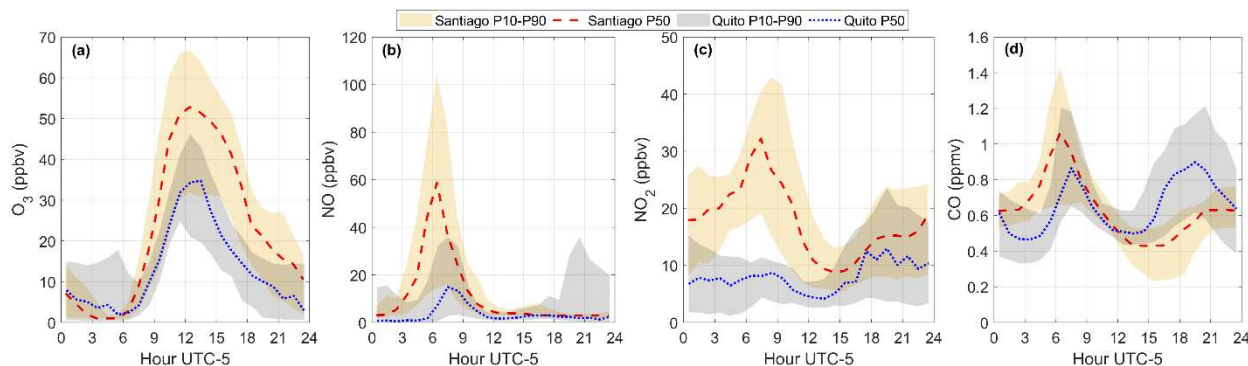 Santiago P10-P90 Santiago P50 Quito P10-P90 Quito P50
(a) (b) (c) (d)
70 60 50 40 30 20 10 0
O3 (ppbv)
0 3 6 9 12 15 18 21 24
Hour UTC-5
120 100 80 60 40 20 0
NO (ppbv)
0 3 6 9 12 15 18 21 24
Hour UTC-5
50 40 30 20 10 0
NO2 (ppbv)
0 3 6 9 12 15 18 21 24
Hour UTC-5
1.6 1.4 1.2 1 0.8 0.6 0.4 0.2 0
CO (ppmv)
0 3 6 9 12 15 18 21 24
Hour UTC-5